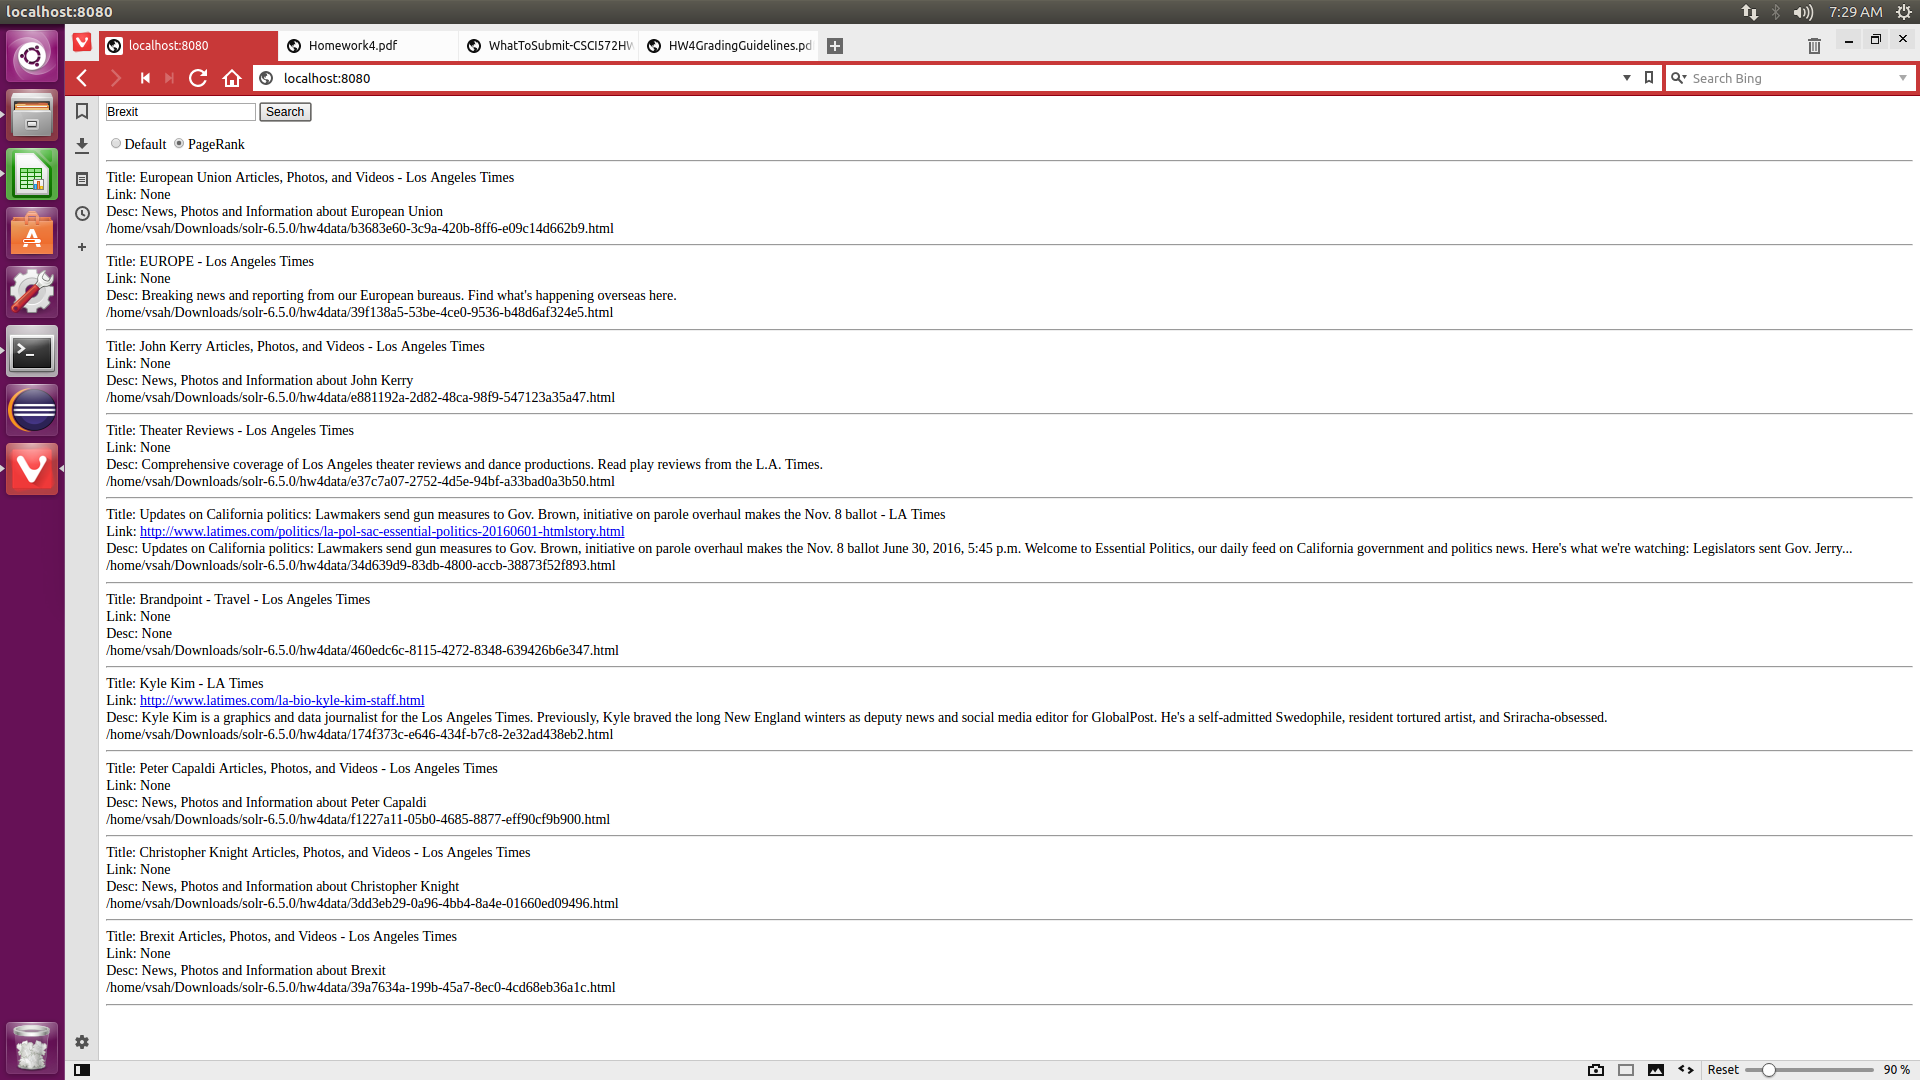 localhost:8080
7:29 AM
localhost:8080
Homework4.pdf
WhatToSubmit-CSCI572HW
HW4GradingGuidelines.pd
localhost:8080
Search Bing
Brexit
Search
Default
PageRank
Title: European Union Articles, Photos, and Videos - Los Angeles Times
Link: None
Desc: News, Photos and Information about European Union
/home/vsah/Downloads/solr-6.5.0/hw4data/b3683e60-3c9a-420b-8ff6-e09c14d662b9.html
Title: EUROPE - Los Angeles Times
Link: None
Desc: Breaking news and reporting from our European bureaus. Find what's happening overseas here.
/home/vsah/Downloads/solr-6.5.0/hw4data/39f138a5-53be-4ce0-9536-b48d6af324e5.html
Title: John Kerry Articles, Photos, and Videos - Los Angeles Times
Link: None
Desc: News, Photos and Information about John Kerry
/home/vsah/Downloads/solr-6.5.0/hw4data/e881192a-2d82-48ca-98f9-547123a35a47.html
Title: Theater Reviews - Los Angeles Times
Link: None
Desc: Comprehensive coverage of Los Angeles theater reviews and dance productions. Read play reviews from the L.A. Times.
/home/vsah/Downloads/solr-6.5.0/hw4data/e37c7a07-2752-4d5e-94bf-a33bad0a3b50.html
Title: Updates on California politics: Lawmakers send gun measures to Gov. Brown, initiative on parole overhaul makes the Nov. 8 ballot - LA Times
Link: http://www.latimes.com/politics/la-pol-sac-essential-politics-20160601-htmlstory.html
Desc: Updates on California politics: Lawmakers send gun measures to Gov. Brown, initiative on parole overhaul makes the Nov. 8 ballot June 30, 2016, 5:45 p.m. Welcome to Essential Politics, our daily feed on California government and politics news. Here's what we're watching: Legislators sent Gov. Jerry...
/home/vsah/Downloads/solr-6.5.0/hw4data/34d639d9-83db-4800-accb-38873f52f893.html
Title: Brandpoint - Travel - Los Angeles Times
Link: None
Desc: None
/home/vsah/Downloads/solr-6.5.0/hw4data/460edc6c-8115-4272-8348-639426b6e347.html
Title: Kyle Kim - LA Times
Link: http://www.latimes.com/la-bio-kyle-kim-staff.html
Desc: Kyle Kim is a graphics and data journalist for the Los Angeles Times. Previously, Kyle braved the long New England winters as deputy news and social media editor for GlobalPost. He's a self-admitted Swedophile, resident tortured artist, and Sriracha-obsessed.
/home/vsah/Downloads/solr-6.5.0/hw4data/174f373c-e646-434f-b7c8-2e32ad438eb2.html
Title: Peter Capaldi Articles, Photos, and Videos - Los Angeles Times
Link: None
Desc: News, Photos and Information about Peter Capaldi
/home/vsah/Downloads/solr-6.5.0/hw4data/f1227a11-05b0-4685-8877-eff90cf9b900.html
Title: Christopher Knight Articles, Photos, and Videos - Los Angeles Times
Link: None
Desc: News, Photos and Information about Christopher Knight
/home/vsah/Downloads/solr-6.5.0/hw4data/3dd3eb29-0a96-4bb4-8a4e-01660ed09496.html
Title: Brexit Articles, Photos, and Videos - Los Angeles Times
Link: None
Desc: News, Photos and Information about Brexit
/home/vsah/Downloads/solr-6.5.0/hw4data/39a7634a-199b-45a7-8ec0-4cd68eb36a1c.html
Reset
90 %